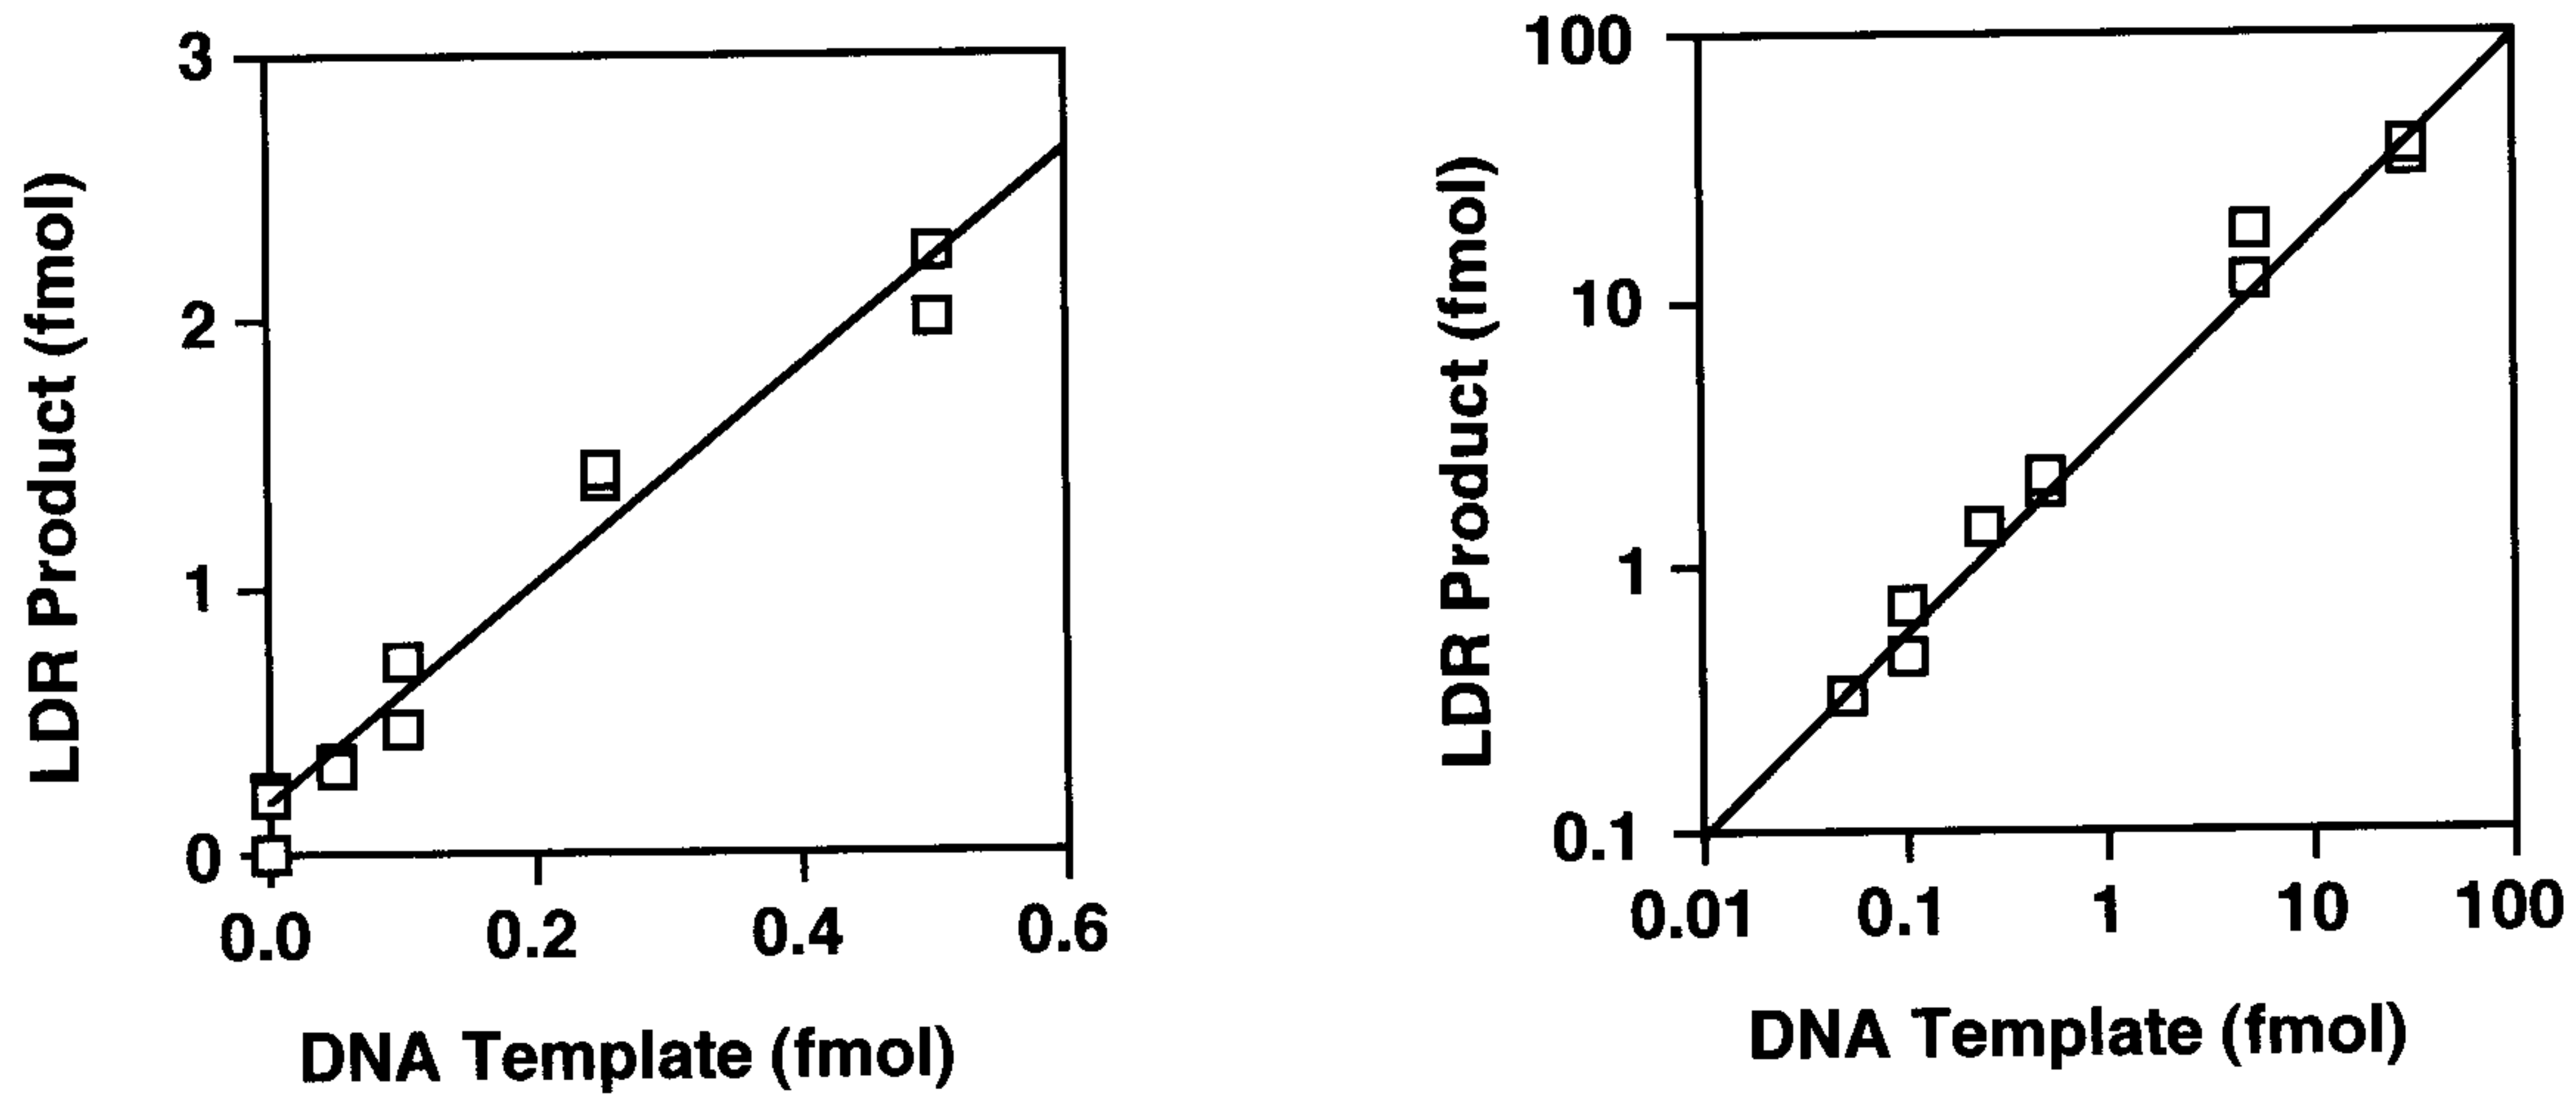 LDR Product (fmol)
3
2
1
0
0.0 0.2 0.4 0.6
DNA Template (fmol)
LDR Product (fmol)
100
10
1
0.1
0.01 0.1 1 10 100
DNA Template (fmol)